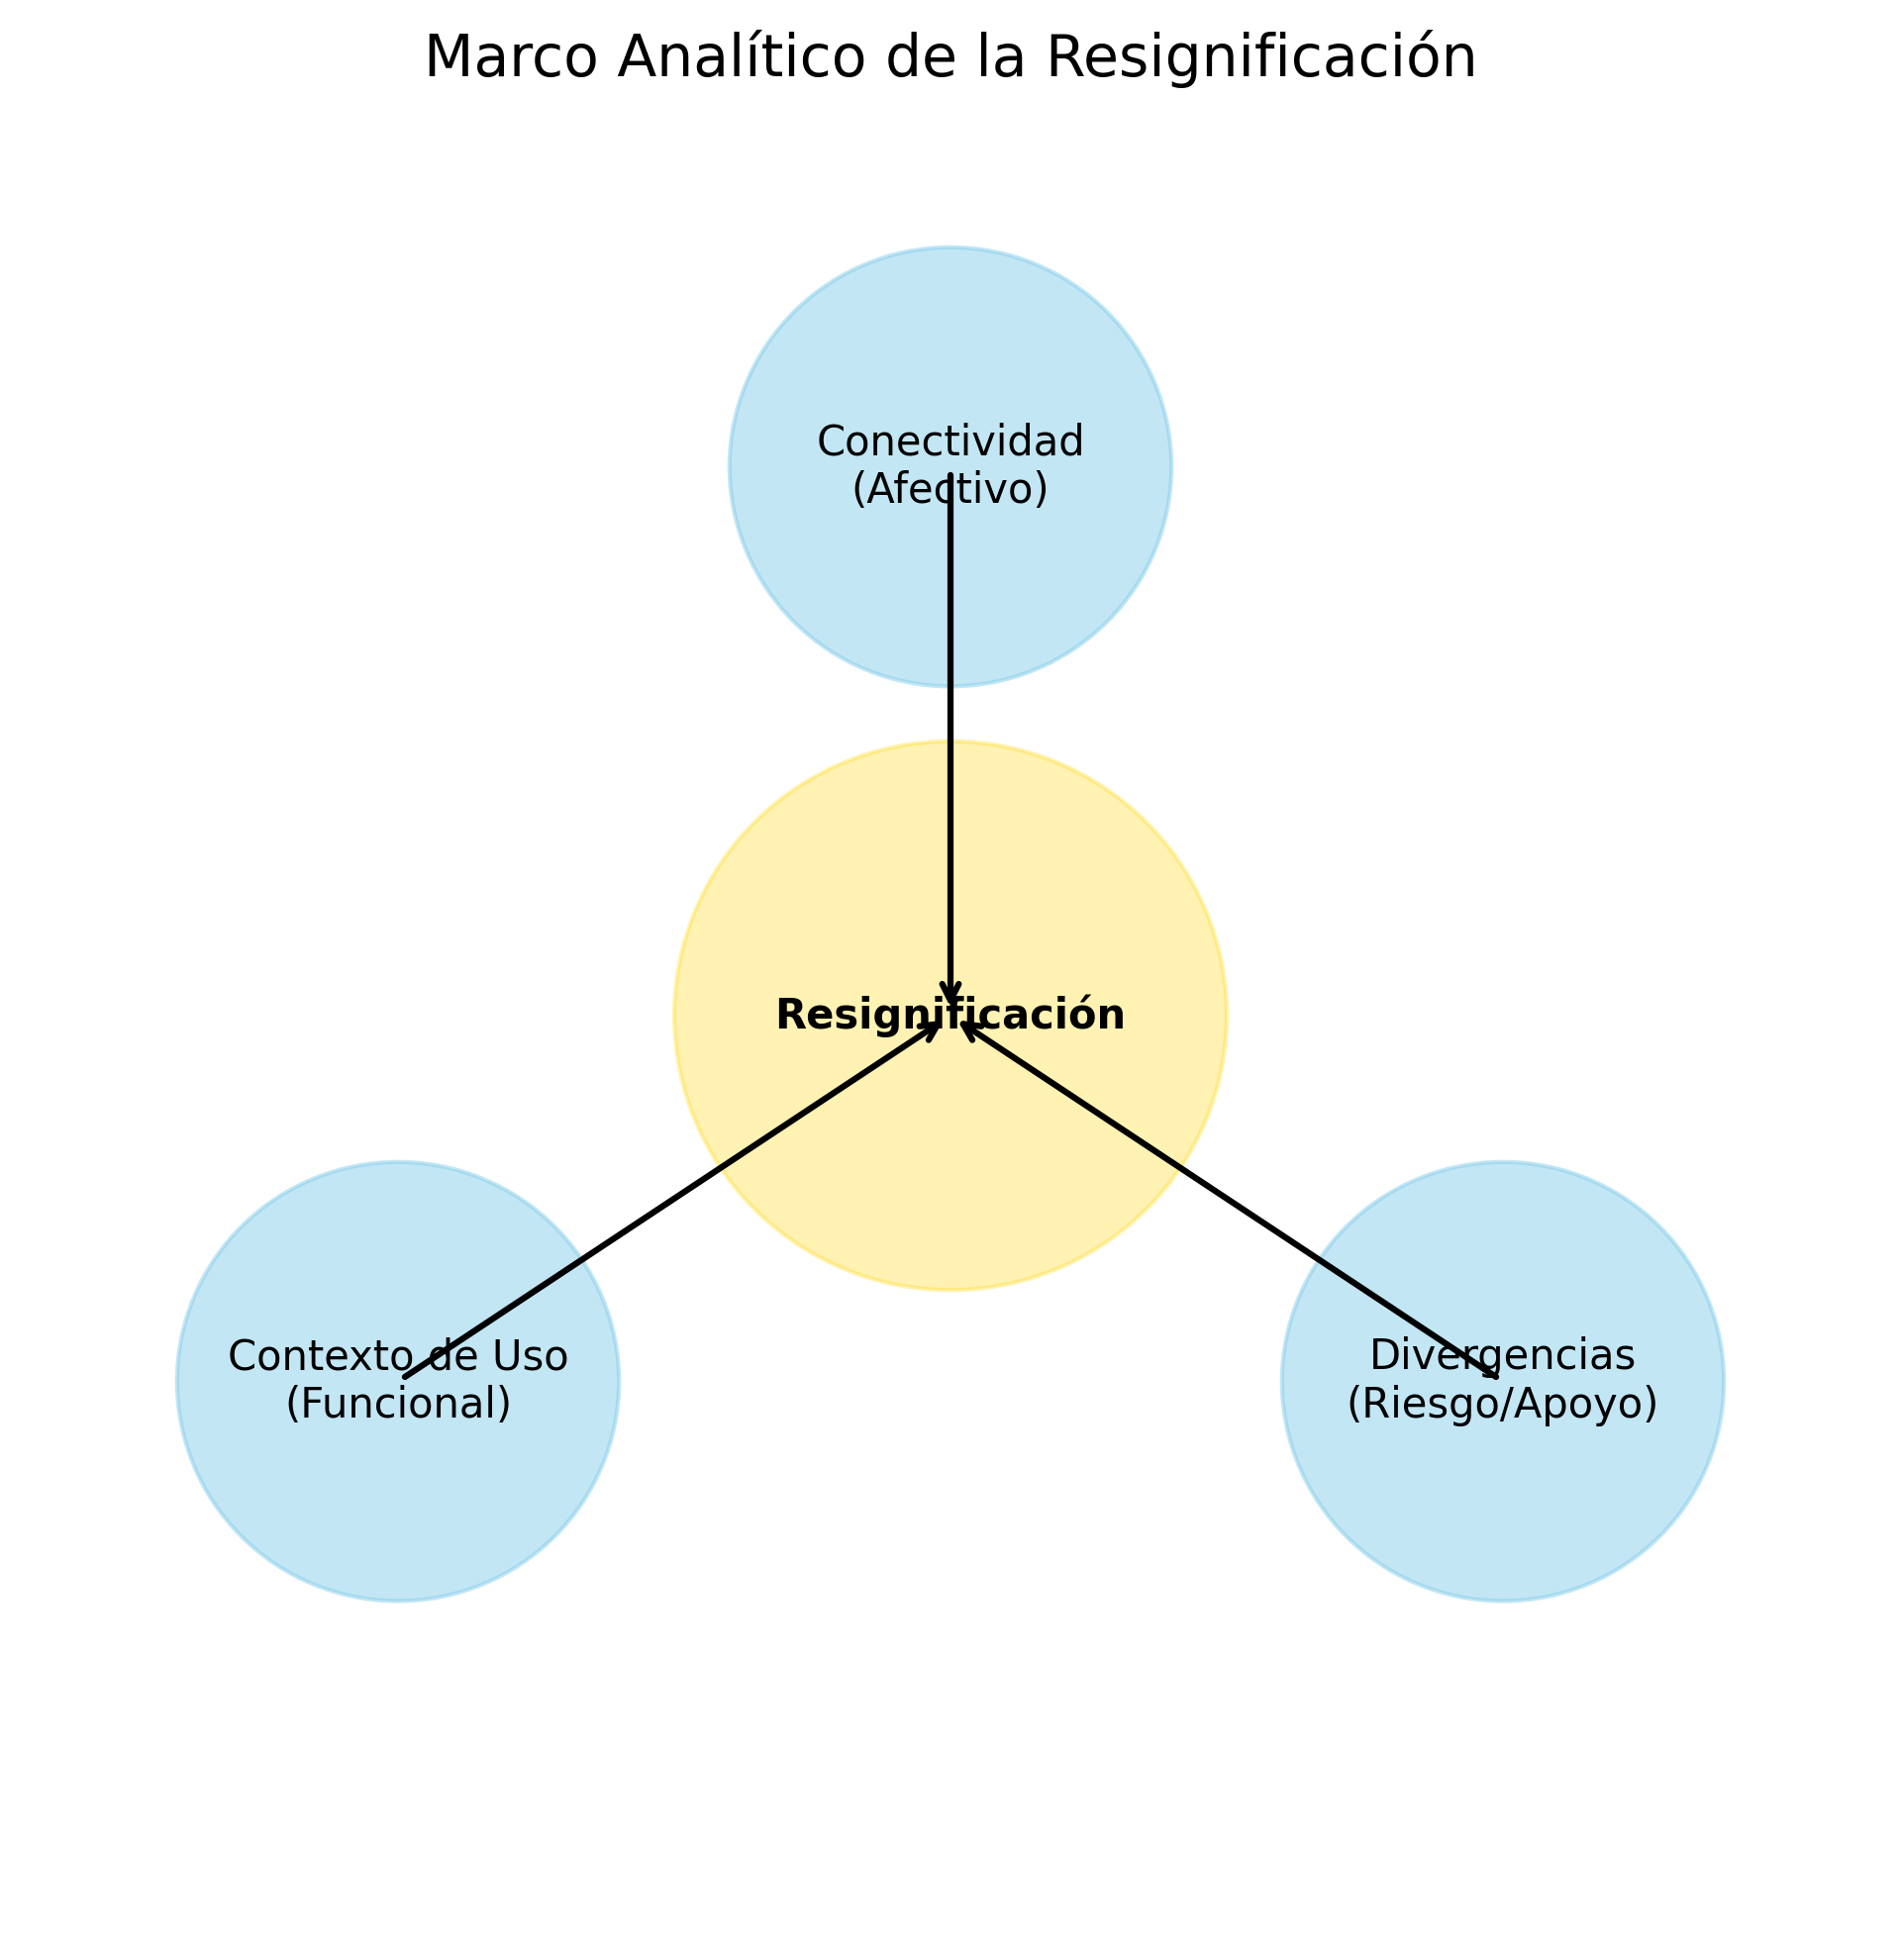 Marco Analítico de la Resignificación
Conectividad
(Afectivo)
Resignificación
Contexto de Uso
(Funcional)
Divergencias
(Riesgo/Apoyo)